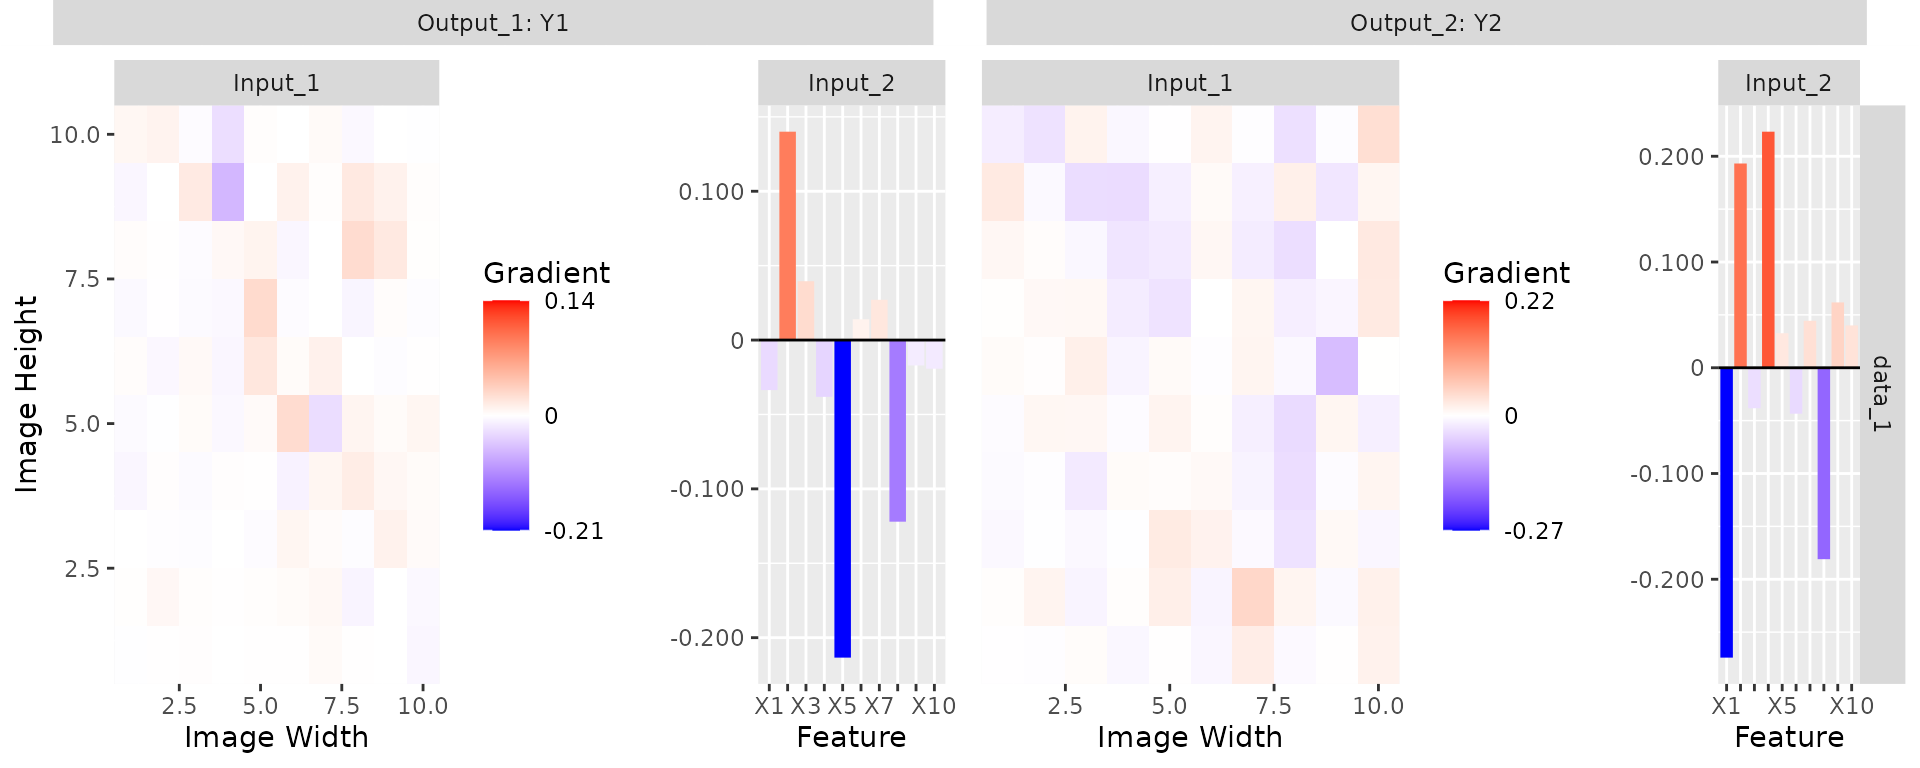 Output_1: Y1
Output_2: Y2
Input_1
Input_2
Input_1
Input_2
Image Height
10.0
7.5
5.0
2.5
2.5 5.0 7.5 10.0
Image Width
Gradient
0.14
0
-0.21
0.100
0
-0.100
-0.200
X1 X3 X5 X7 X10
Feature
2.5 5.0 7.5 10.0
Image Width
Gradient
0.22
0
-0.27
0.200
0.100
0
-0.100
-0.200
X1 X5 X10
Feature
data_1